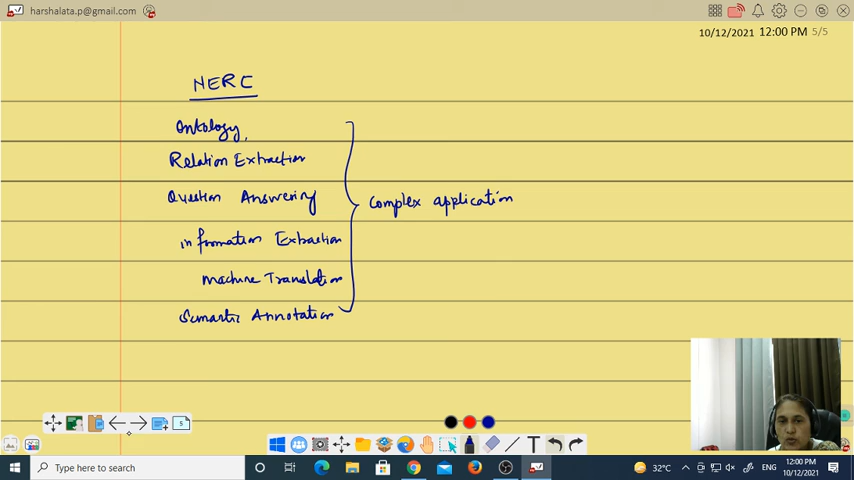 harshalata.p@gmail.com
10/12/2021 12:00 PM 5/5
NERC
Ontology,
Relation Extraction
Question Answering
information Extraction
Machine Translation
Semantic Annotation
Complex application
5
T
Type here to search
32°C
ENG
12:00 PM
10/12/2021